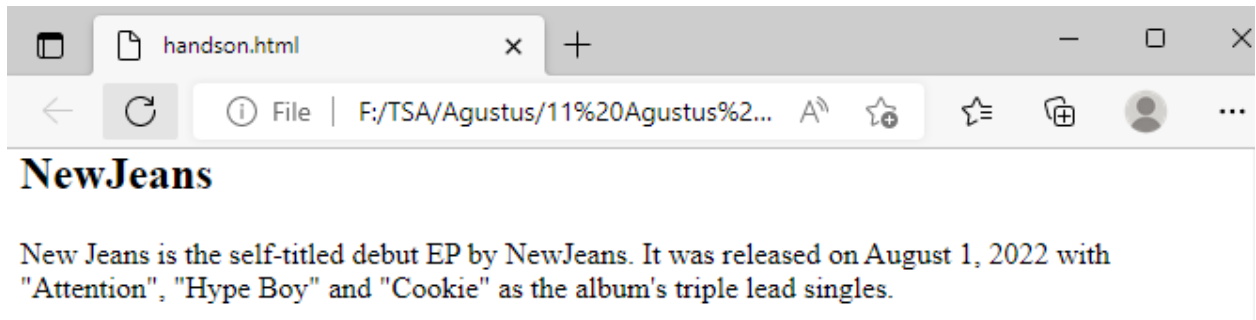 handson.html
File | F:/TSA/Agustus/11%20Agustus%2...
NewJeans
New Jeans is the self-titled debut EP by NewJeans. It was released on August 1, 2022 with
"Attention", "Hype Boy" and "Cookie" as the album's triple lead singles.